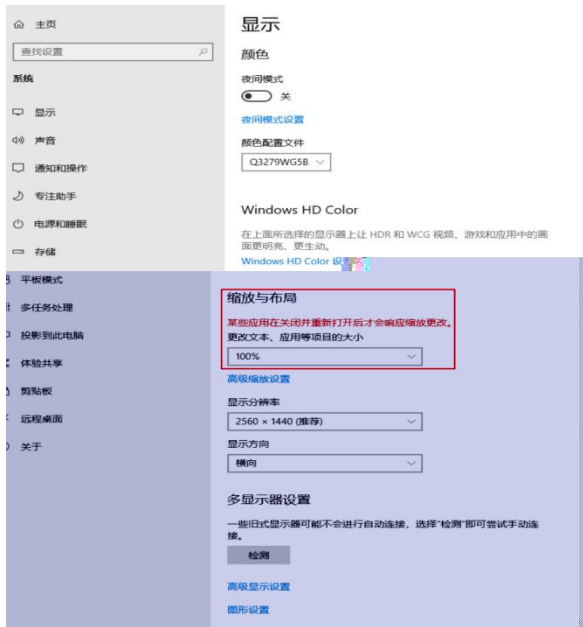 主页
查找设置
系统
显示
声音
通知和操作
专注助手
电源和睡眠
存储
平板模式
多任务处理
投影到此电脑
体验共享
剪贴板
远程桌面
关于
显示
颜色
夜间模式
关
夜间模式设置
颜色配置文件
Q3279WG5B
Windows HD Color
在上面所选择的显示器上让 HDR 和 WCG 视频、游戏和应用中的画
面更明亮、更生动。
Windows HD Color
缩放与布局
某些应用在关闭并重新打开后才会响应缩放更改。
更改文本、应用等项目的大小
100%
高级缩放设置
显示分辨率
2560 × 1440 (推荐)
显示方向
横向
多显示器设置
一些旧式显示器可能不会进行自动连接，选择"检测"即可尝试手动连
接。
检测
高级显示设置
图形设置